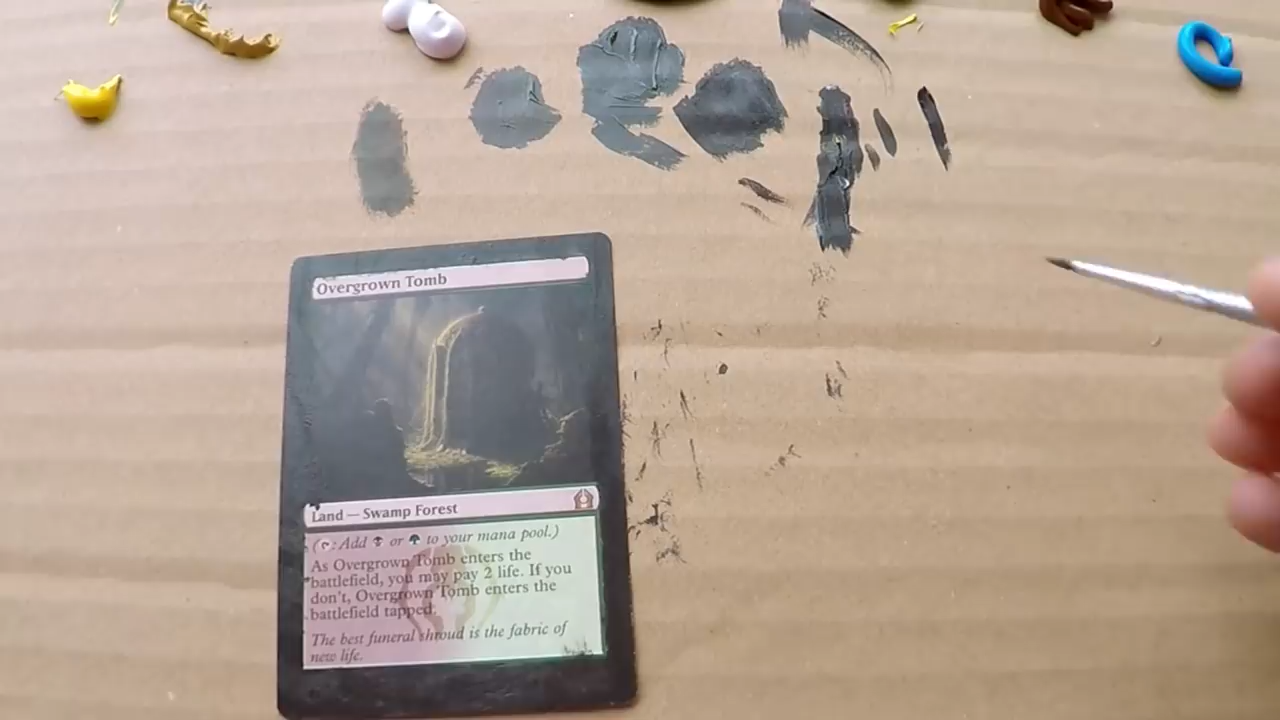 Overgrown Tomb
Land — Swamp Forest
( : Add or to your mana pool.)
As Overgrown Tomb enters the
battlefield, you may pay 2 life. If you
don't, Overgrown Tomb enters the
battlefield tapped.
The best funeral shroud is the fabric of
new life.